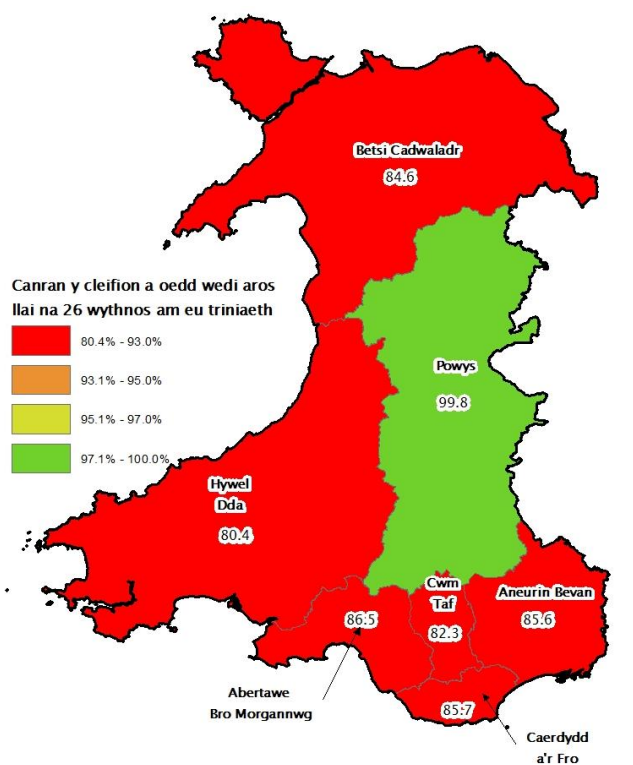 Betsi Cadwaladr
84.6
Canran y cleifion a oedd wedi aros
llai na 26 wythnos am eu triniaeth
80.4% - 93.0%
93.1% - 95.0%
95.1% - 97.0%
97.1% - 100.0%
Powys
99.8
Hywel
Dda
80.4
Cwm
Taf
82.3
Aneurin Bevan
85.6
86.5
Abertawe
Bro Morgannwg
85.7
Caerdydd
a'r Fro